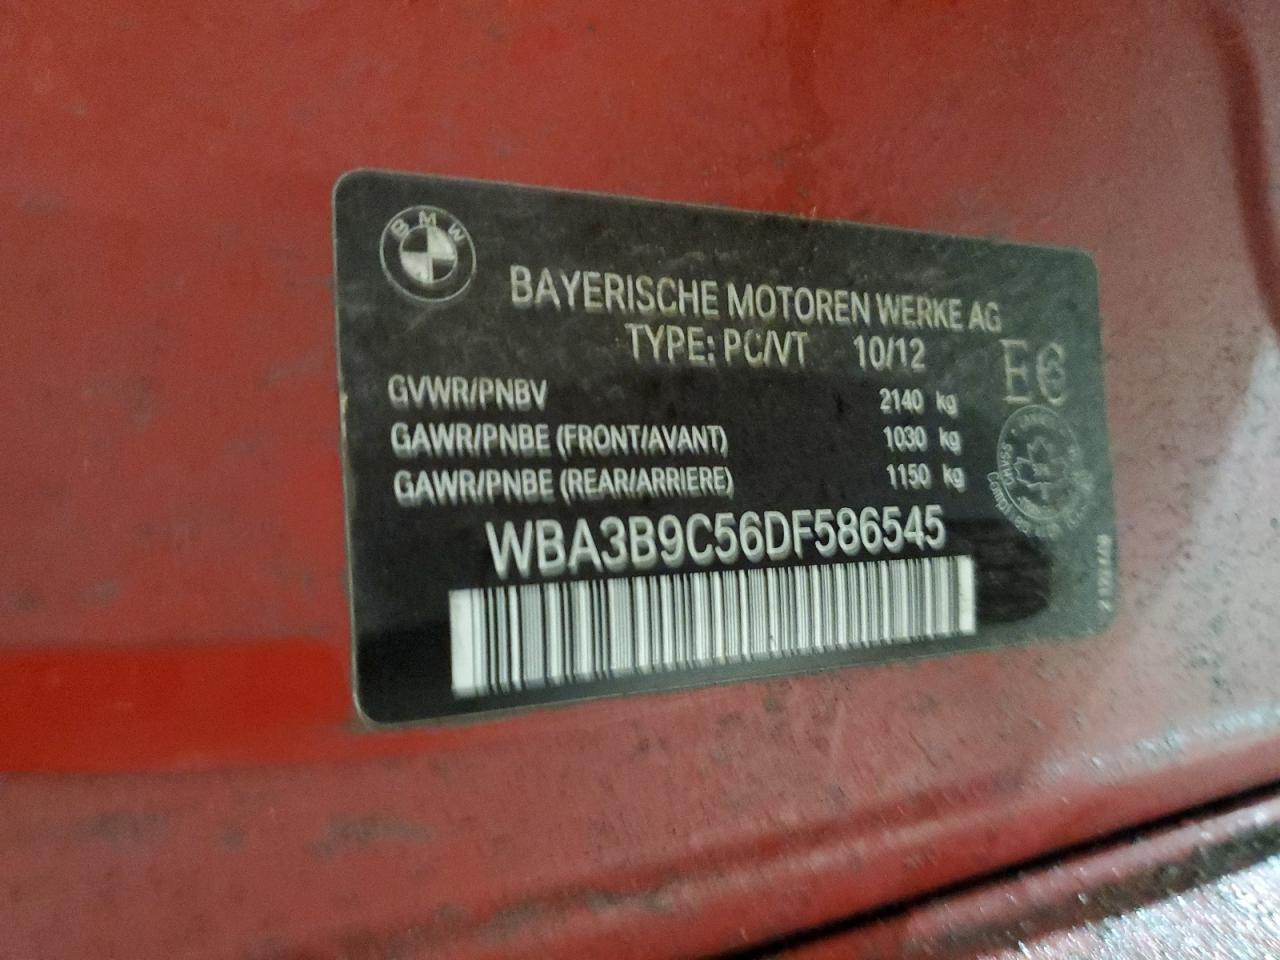 BMW
BAYERISCHE MOTOREN WERKE AG
TYPE: PC/VT 10/12
E6
GVWR/PNBV 2140 kg
GAWR/PNBE (FRONT/AVANT) 1030 kg
GAWR/PNBE (REAR/ARRIERE) 1150 kg
WBA3B9C56DF586545